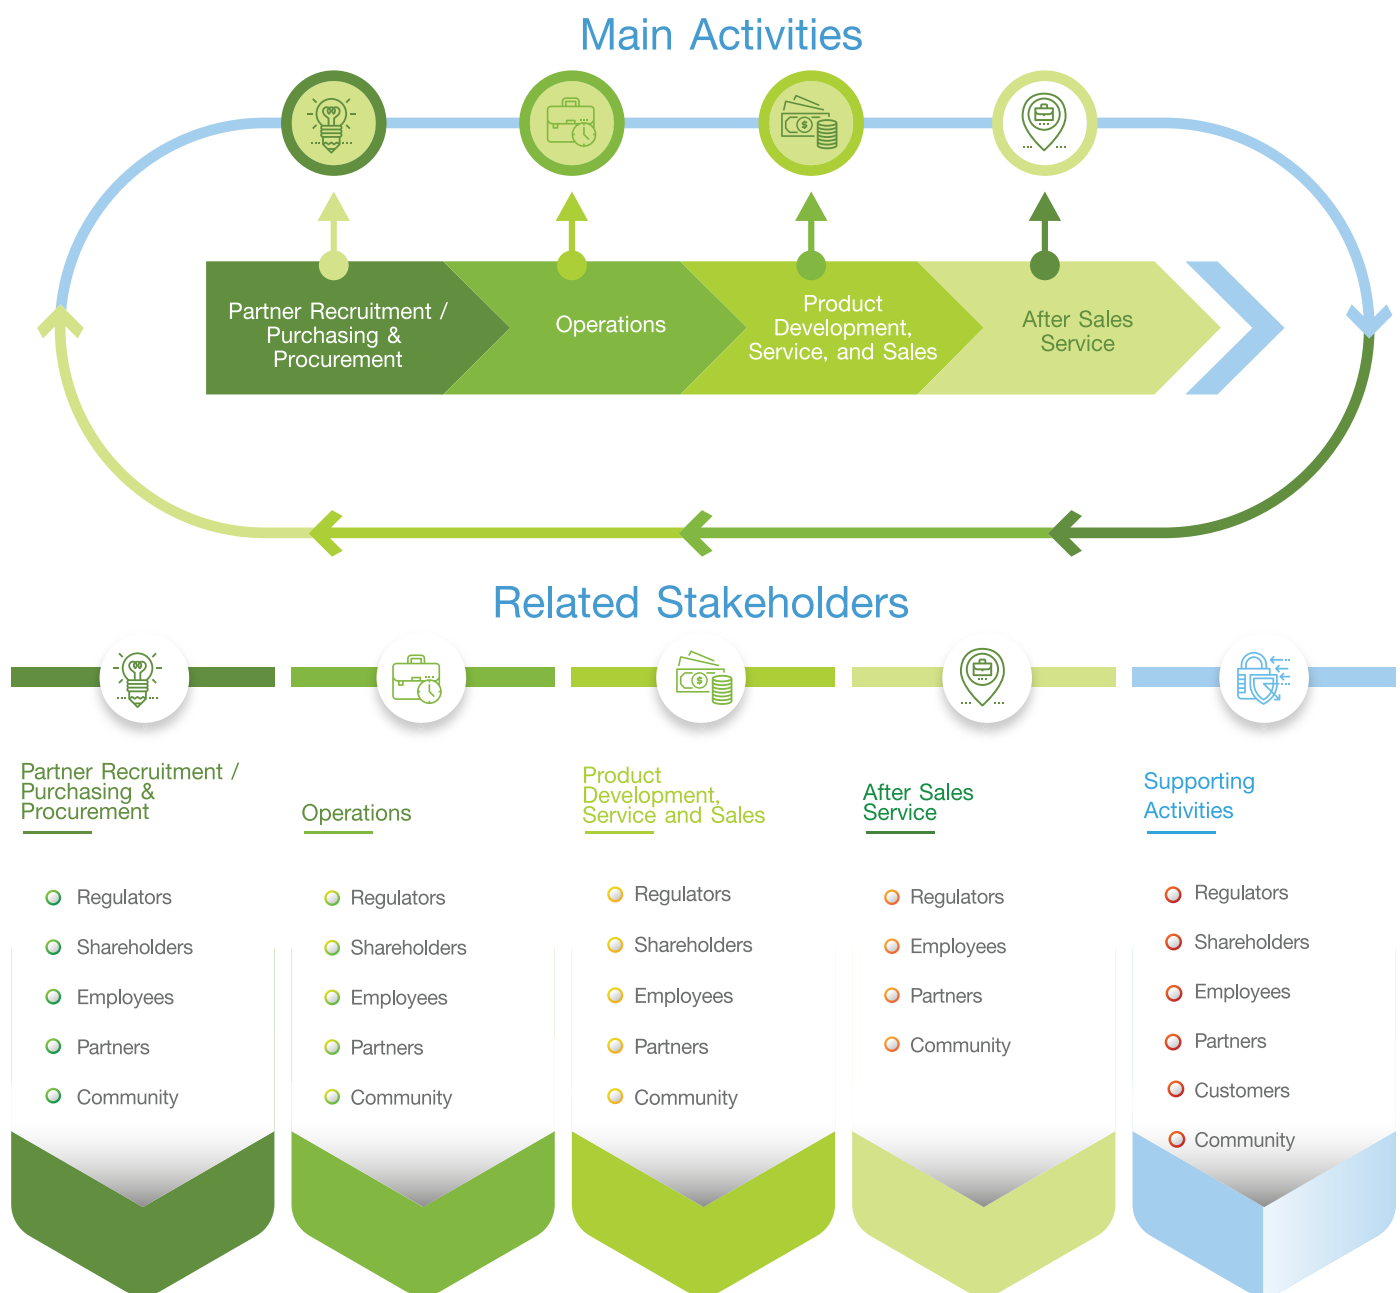 Main Activities
Partner Recruitment /
Purchasing &
Procurement
Operations
Product
Development,
Service, and Sales
After Sales
Service
Related Stakeholders
Partner Recruitment /
Purchasing &
Procurement
Regulators
Shareholders
Employees
Partners
Community
Operations
Regulators
Shareholders
Employees
Partners
Community
Product
Development,
Service and Sales
Regulators
Shareholders
Employees
Partners
Community
After Sales
Service
Regulators
Employees
Partners
Community
Supporting
Activities
Regulators
Shareholders
Employees
Partners
Customers
Community